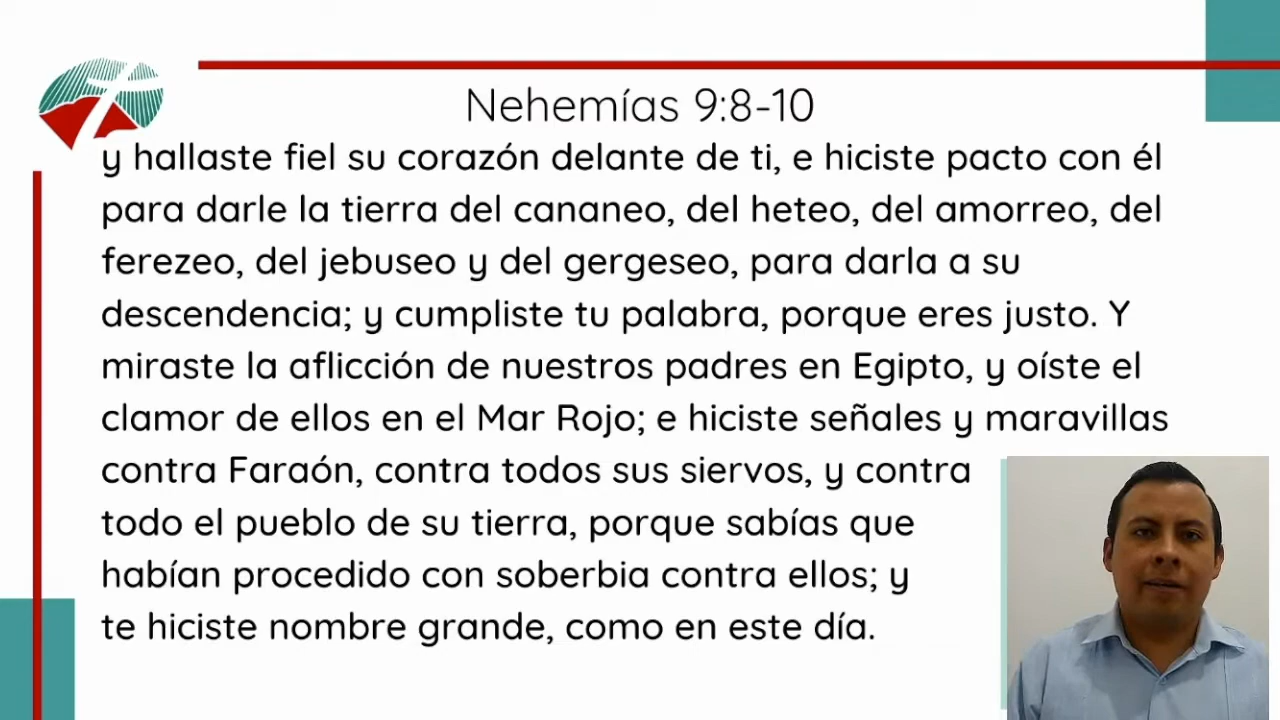 Nehemías 9:8-10
y hallaste fiel su corazón delante de ti, e hiciste pacto con él
para darle la tierra del cananeo, del heteo, del amorreo, del
ferezeo, del jebuseo y del gergeseo, para darla a su
descendencia; y cumpliste tu palabra, porque eres justo. Y
miraste la aflicción de nuestros padres en Egipto, y oíste el
clamor de ellos en el Mar Rojo; e hiciste señales y maravillas
contra Faraón, contra todos sus siervos, y contra
todo el pueblo de su tierra, porque sabías que
habían procedido con soberbia contra ellos; y
te hiciste nombre grande, como en este día.